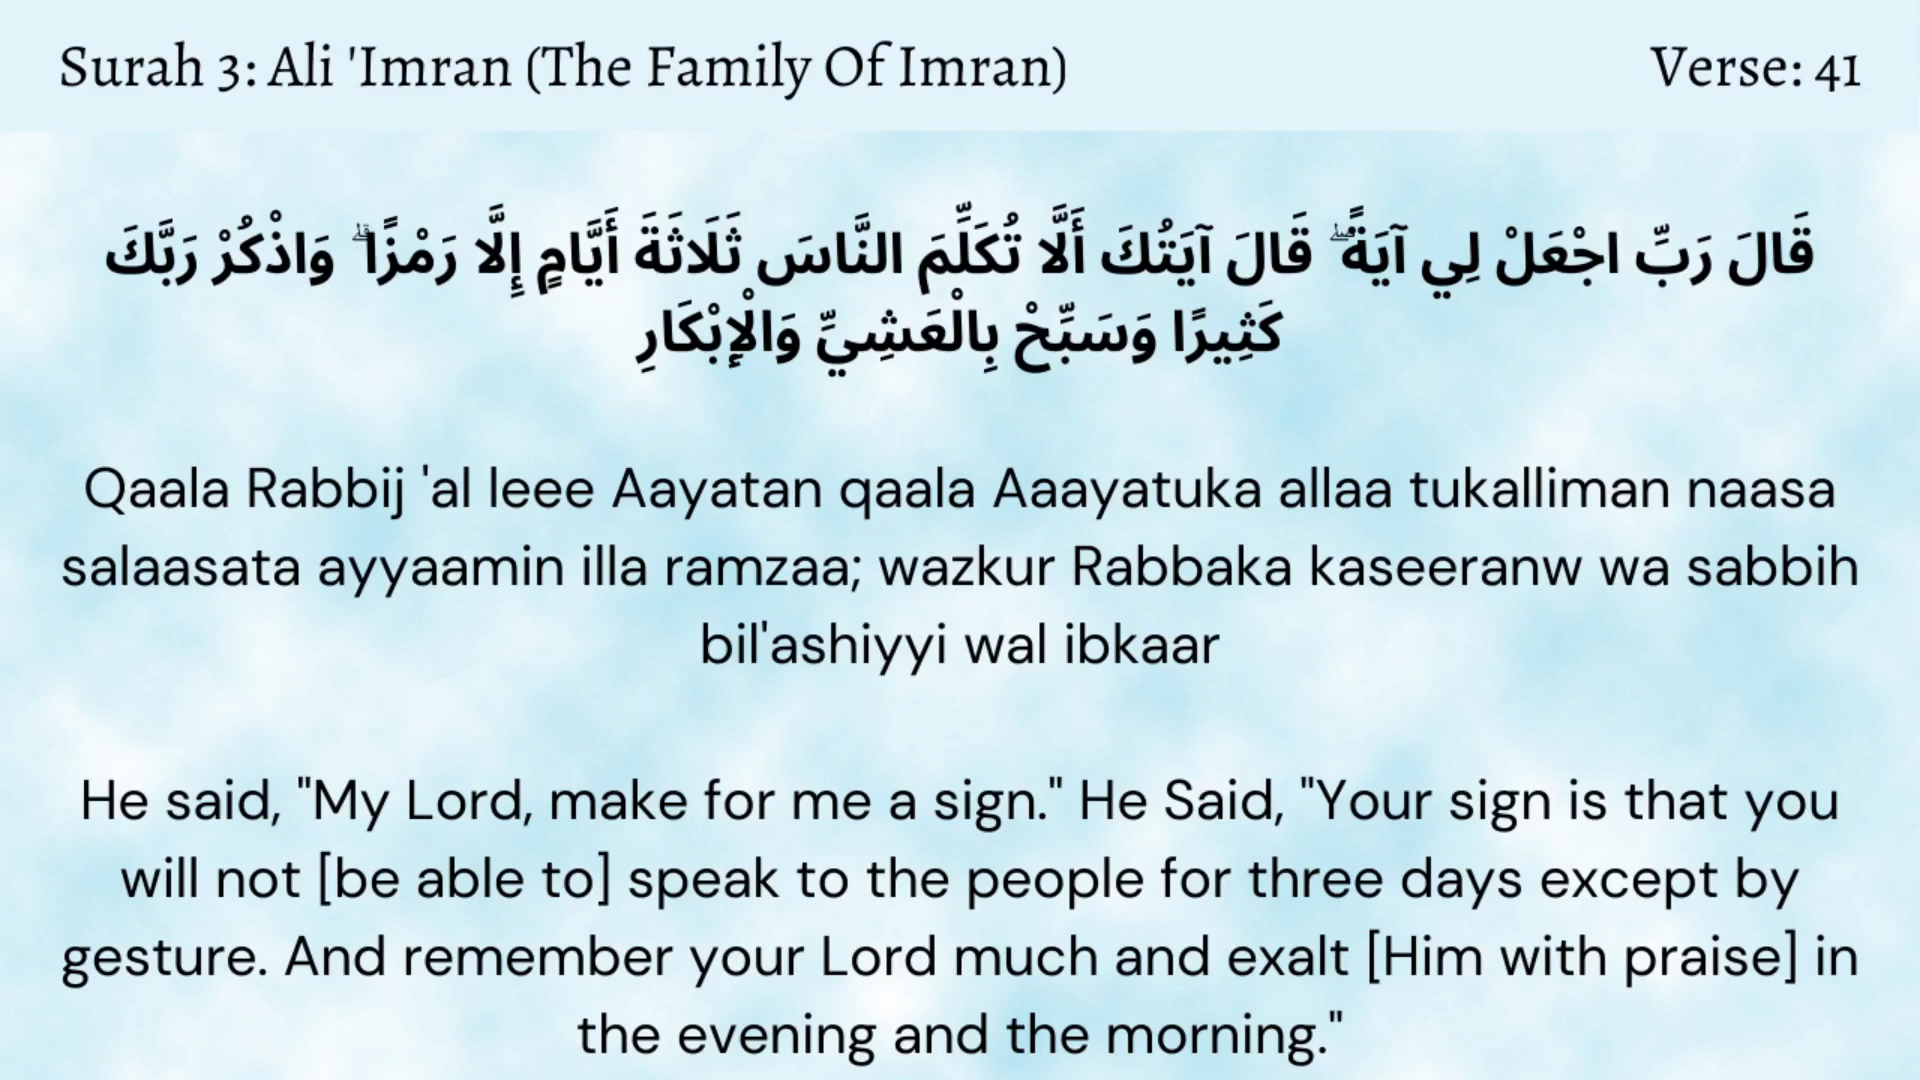 Surah 3: Ali 'Imran (The Family Of Imran)
Verse: 41
قَالَ رَبِّ اجْعَلْ لِي آيَةً ۖ قَالَ آيَتُكَ أَلَّا تُكَلِّمَ النَّاسَ ثَلَاثَةَ أَيَّامٍ إِلَّا رَمْزًا ۗ وَاذْكُرْ رَبَّكَ
كَثِيرًا وَسَبِّحْ بِالْعَشِيِّ وَالْإِبْكَارِ
Qaala Rabbij 'al leee Aayatan qaala Aaayatuka allaa tukalliman naasa
salaasata ayyaamin illa ramzaa; wazkur Rabbaka kaseeranw wa sabbih
bil'ashiyyi wal ibkaar
He said, "My Lord, make for me a sign." He Said, "Your sign is that you
will not [be able to] speak to the people for three days except by
gesture. And remember your Lord much and exalt [Him with praise] in
the evening and the morning."